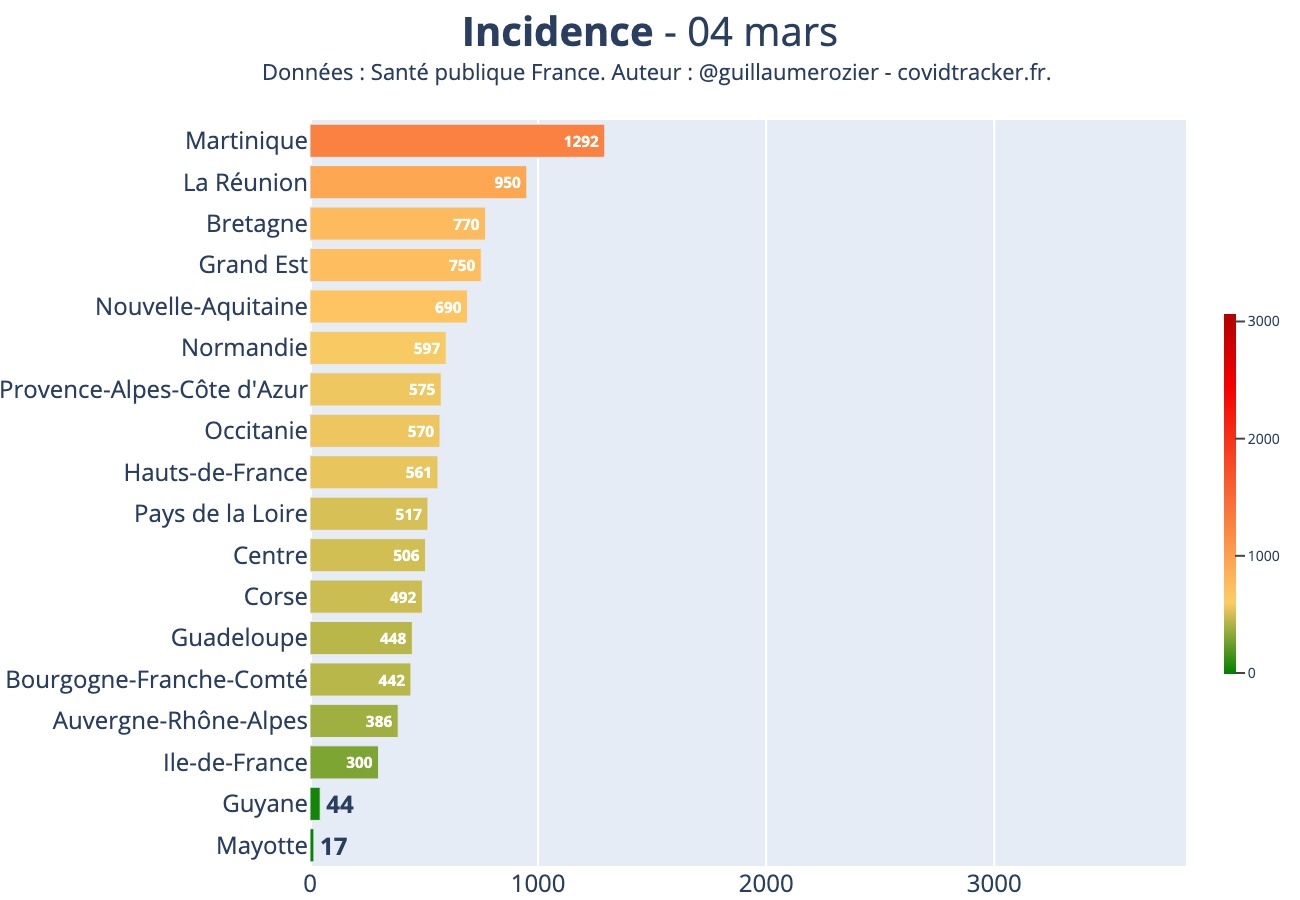 Incidence - 04 mars
Données : Santé publique France. Auteur : @guillaumerozier - covidtracker.fr.
Martinique 1292
La Réunion 950
Bretagne 770
Grand Est 750
Nouvelle-Aquitaine 690
Normandie 597
Provence-Alpes-Côte d'Azur 575
Occitanie 570
Hauts-de-France 561
Pays de la Loire 517
Centre 506
Corse 492
Guadeloupe 448
Bourgogne-Franche-Comté 442
Auvergne-Rhône-Alpes 386
Ile-de-France 300
Guyane 44
Mayotte 17
0 1000 2000 3000
3000
2000
1000
0